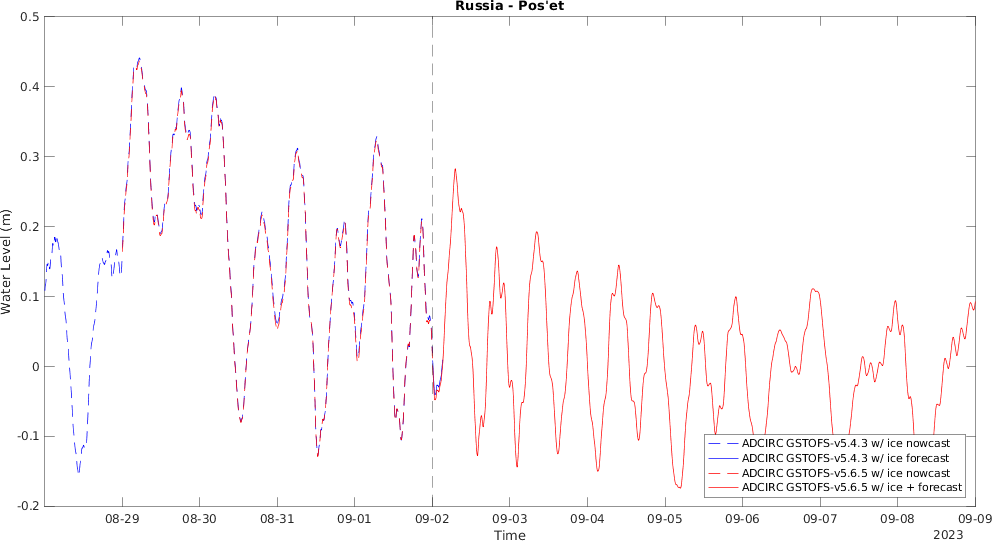 Russia - Pos'et
0.5
0.4
0.3
0.2
0.1
0
-0.1
-0.2
Water Level (m)
ADCIRC GSTOFS-v5.4.3 w/ ice nowcast
ADCIRC GSTOFS-v5.4.3 w/ ice forecast
ADCIRC GSTOFS-v5.6.5 w/ ice nowcast
ADCIRC GSTOFS-v5.6.5 w/ ice + forecast
08-29 08-30 08-31 09-01 09-02 09-03 09-04 09-05 09-06 09-07 09-08 09-09
Time
2023